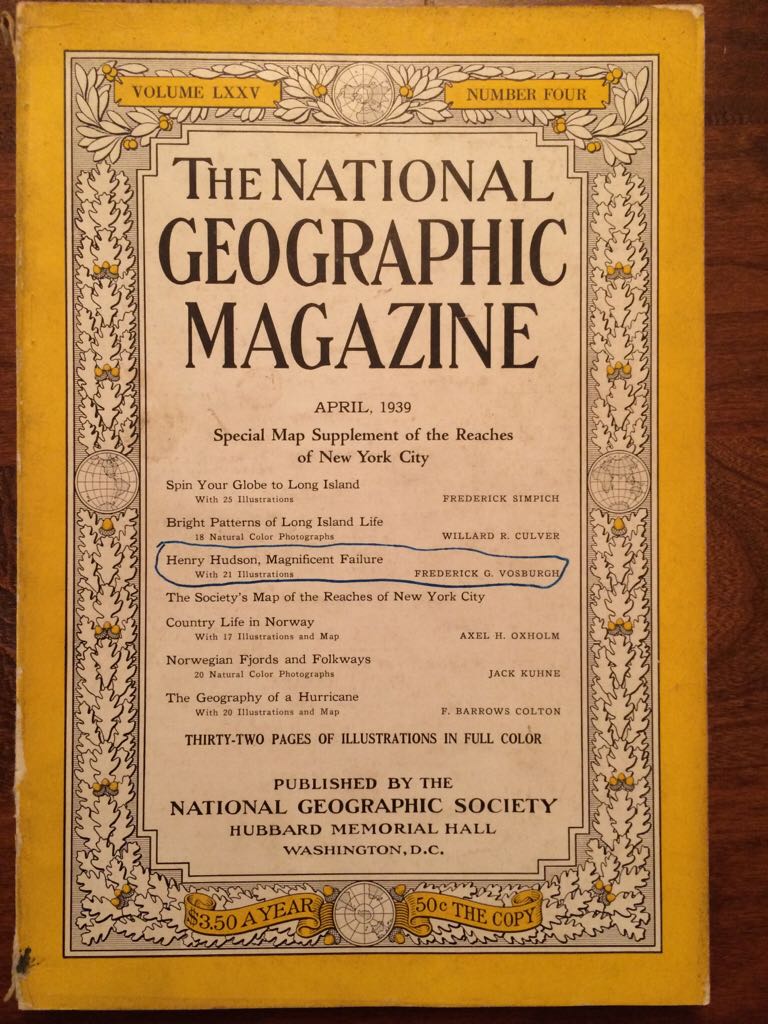 VOLUME LXXV
NUMBER FOUR
THE NATIONAL
GEOGRAPHIC
MAGAZINE
APRIL, 1939
Special Map Supplement of the Reaches
of New York City
Spin Your Globe to Long Island
With 25 Illustrations FREDERICK SIMPICH
Bright Patterns of Long Island Life
18 Natural Color Photographs WILLARD R. CULVER
Henry Hudson, Magnificent Failure
With 21 Illustrations FREDERICK G. VOSBURGH
The Society's Map of the Reaches of New York City
Country Life in Norway
With 17 Illustrations and Map AXEL H. OXHOLM
Norwegian Fjords and Folkways
20 Natural Color Photographs JACK KUHNE
The Geography of a Hurricane
With 20 Illustrations and Map F. BARROWS COLTON
THIRTY-TWO PAGES OF ILLUSTRATIONS IN FULL COLOR
PUBLISHED BY THE
NATIONAL GEOGRAPHIC SOCIETY
HUBBARD MEMORIAL HALL
WASHINGTON, D.C.
$3.50 A YEAR
50c THE COPY